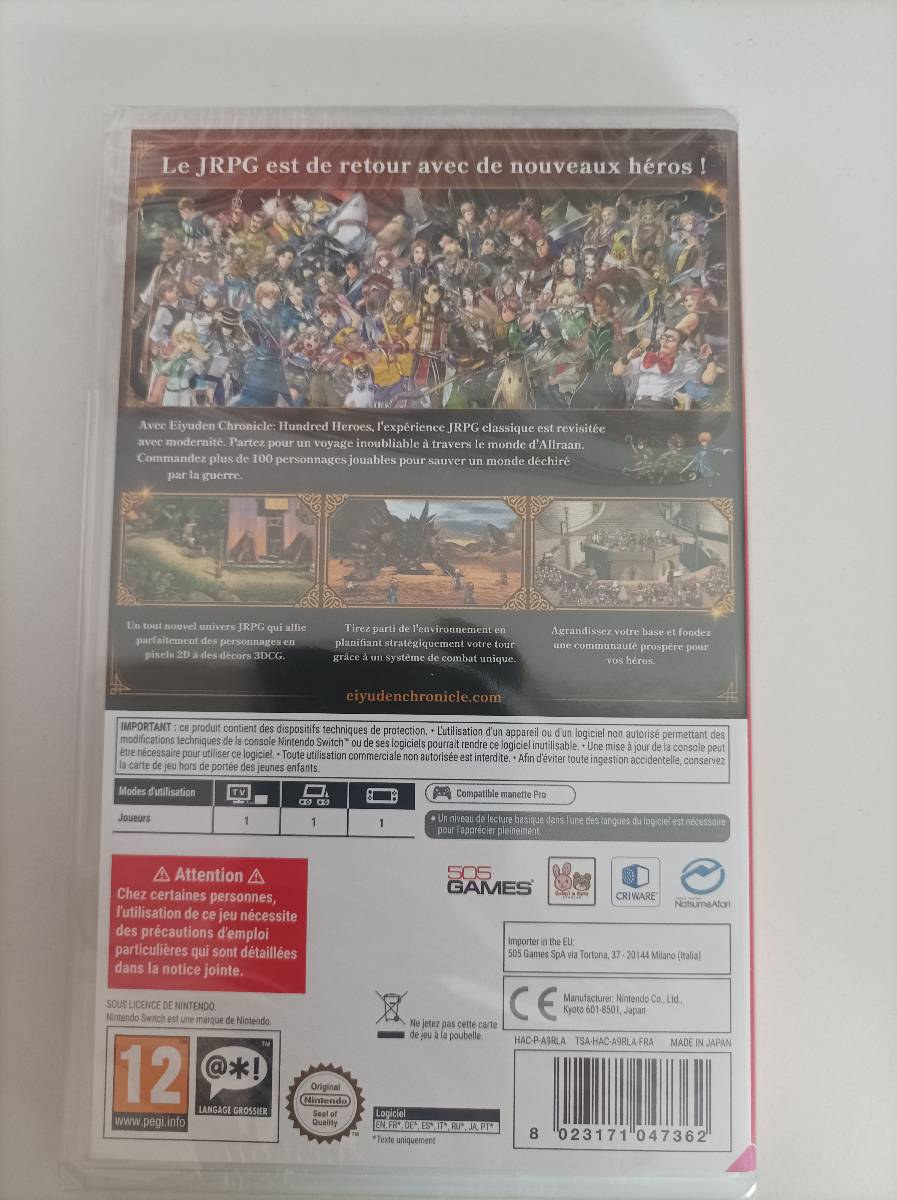 Le JRPG est de retour avec de nouveaux héros !
Avec Eiyuden Chronicle: Hundred Heroes, l'expérience JRPG classique est revisitée
avec modernité. Partez pour un voyage inoubliable à travers le monde d'Allraan.
Commandez plus de 100 personnages jouables pour sauver un monde déchiré
par la guerre.
Un tout nouvel univers JRPG qui allie
parfaitement des personnages en
pixels 2D à des décors 3DCG.
Tirez parti de l'environnement en
planifiant stratégiquement votre tour
grâce à un système de combat unique.
Agrandissez votre base et fondez
une communauté prospère pour
vos héros.
eiyudenchronicle.com
IMPORTANT : ce produit contient des dispositifs techniques de protection. • L'utilisation d'un appareil ou d'un logiciel non autorisé permettant des
modifications techniques de la console Nintendo Switch™ ou de ses logiciels pourrait rendre ce logiciel inutilisable. • Une mise à jour de la console peut
être nécessaire pour utiliser ce logiciel. • Toute utilisation commerciale non autorisée est interdite. • Afin d'éviter toute ingestion accidentelle, conservez
la carte de jeu hors de portée des jeunes enfants.
Modes d'utilisation
TV
Compatible manette Pro
Joueurs
1
1
1
• Un niveau de lecture basique dans l'une des langues du logiciel est nécessaire
pour l'apprécier pleinement.
⚠ Attention ⚠
Chez certaines personnes,
l'utilisation de ce jeu nécessite
des précautions d'emploi
particulières qui sont détaillées
dans la notice jointe.
505
GAMES
CRIWARE
NatsumeAtari
Importer in the EU:
505 Games SpA via Tortona, 37 - 20144 Milano (Italia)
SOUS LICENCE DE NINTENDO.
Nintendo Switch est une marque de Nintendo.
Ne jetez pas cette carte
de jeu à la poubelle.
CE
Manufacturer: Nintendo Co., Ltd.,
Kyoto 601-8501, Japan
HAC-P-A9RLA TSA-HAC-A9RLA-FRA MADE IN JAPAN
12
www.pegi.info
@*!
LANGAGE GROSSIER
Original
Nintendo
Seal of
Quality
Logiciel
EN, FR*, DE*, ES*, IT*, RU*, JA, PT*
*Texte uniquement
8 023171 047362